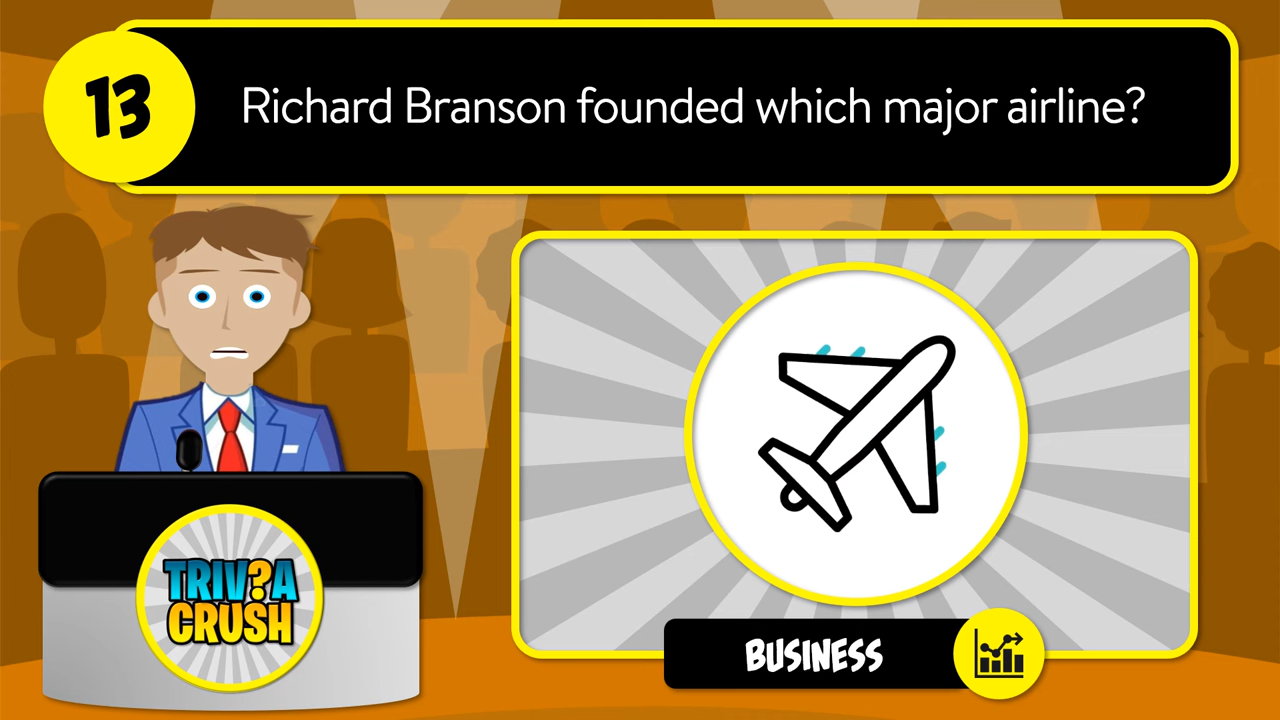 13
Richard Branson founded which major airline?
TRIV?A
CRUSH
BUSINESS